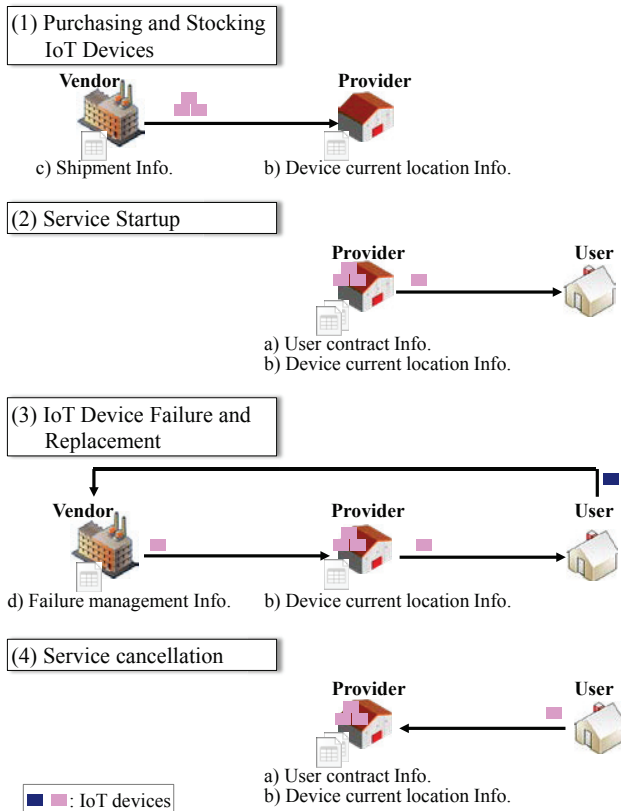 (1) Purchasing and Stocking
IoT Devices
Vendor
Provider
c) Shipment Info.
b) Device current location Info.
(2) Service Startup
Provider
User
a) User contract Info.
b) Device current location Info.
(3) IoT Device Failure and
Replacement
Vendor
Provider
User
d) Failure management Info.
b) Device current location Info.
(4) Service cancellation
Provider
User
a) User contract Info.
b) Device current location Info.
: IoT devices